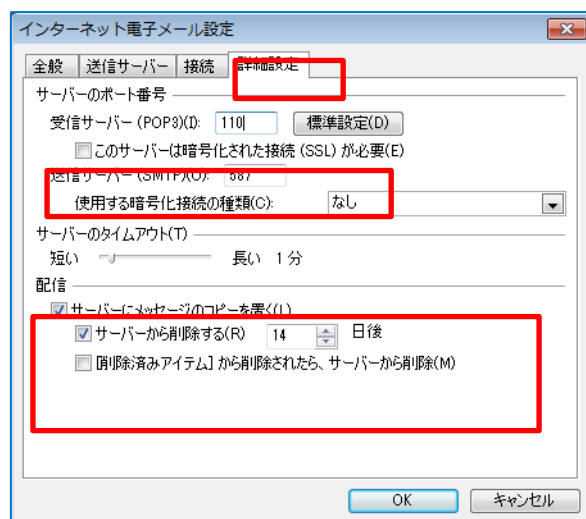 インターネット電子メール設定
全般 送信サーバー 接続 詳細設定
サーバーのポート番号
受信サーバー (POP3)(I): 110 標準設定(D)
このサーバーは暗号化された接続 (SSL) が必要(E)
送信サーバー (SMTP)(O): 587
使用する暗号化接続の種類(C): なし
サーバーのタイムアウト(T)
短い 長い 1 分
配信
サーバーにメッセージのコピーを置く(L)
サーバーから削除する(R) 14 日後
[削除済みアイテム] から削除されたら、サーバーから削除(M)
OK キャンセル